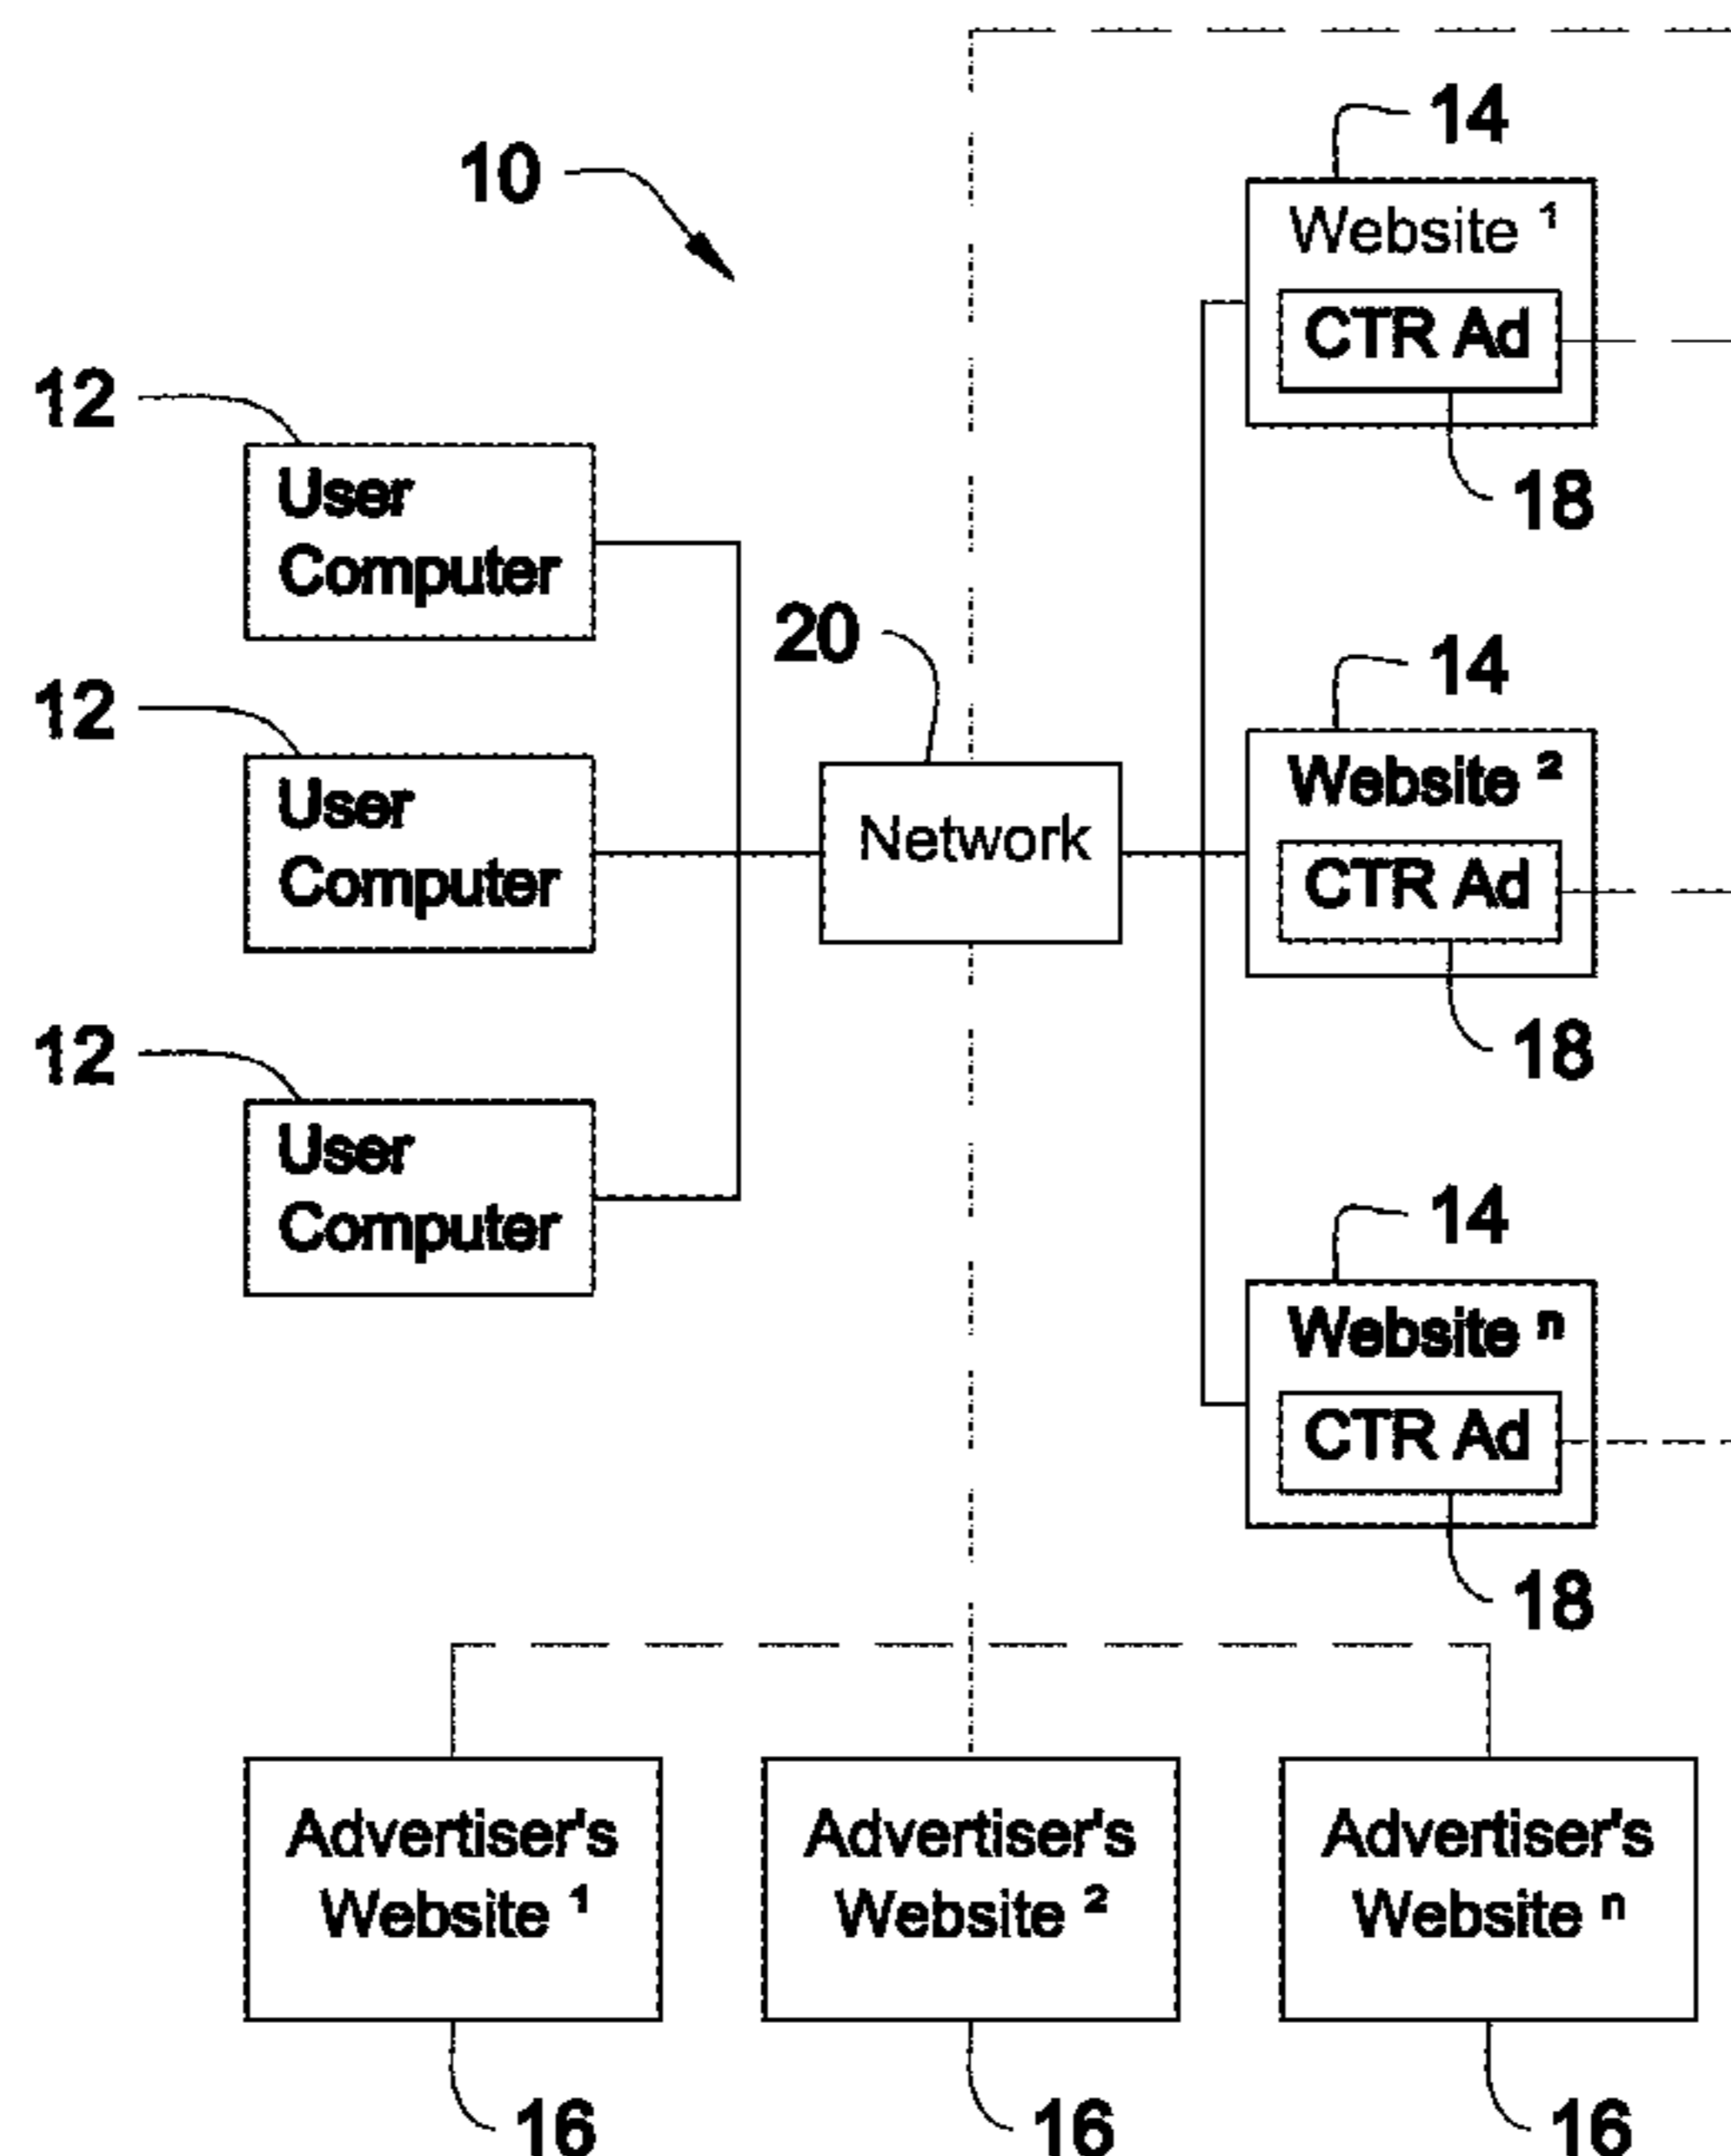 10
12
User
Computer
12
User
Computer
12
User
Computer
20
Network
14
Website ¹
CTR Ad
18
14
Website ²
CTR Ad
18
14
Website ⁿ
CTR Ad
18
Advertiser's
Website ¹
16
Advertiser's
Website ²
16
Advertiser's
Website ⁿ
16